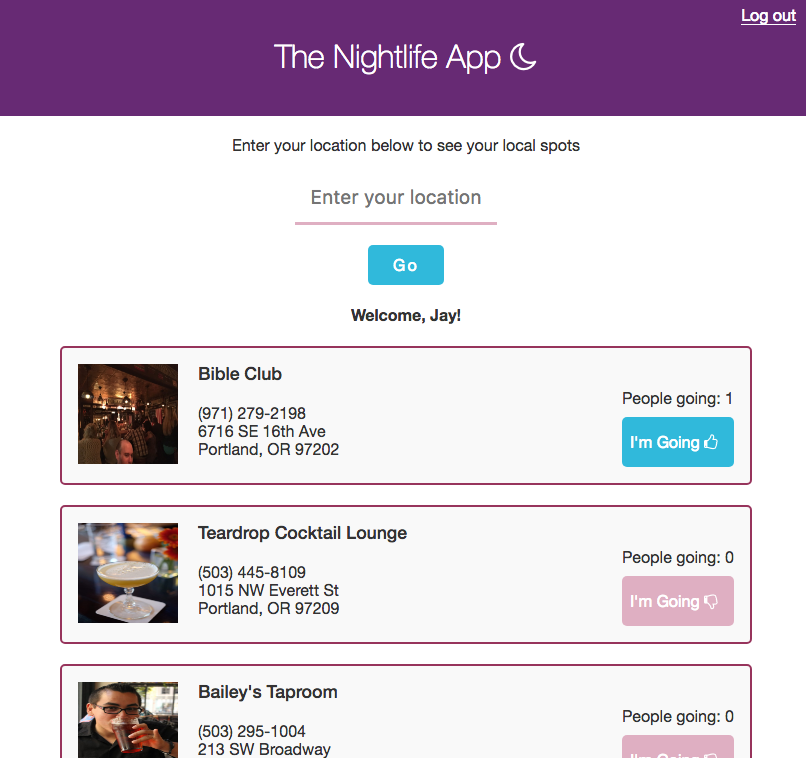 Log out
The Nightlife App
Enter your location below to see your local spots
Enter your location
Go
Welcome, Jay!
Bible Club
(971) 279-2198
6716 SE 16th Ave
Portland, OR 97202
People going: 1
I'm Going
Teardrop Cocktail Lounge
(503) 445-8109
1015 NW Everett St
Portland, OR 97209
People going: 0
I'm Going
Bailey's Taproom
(503) 295-1004
213 SW Broadway
People going: 0
I'm Going